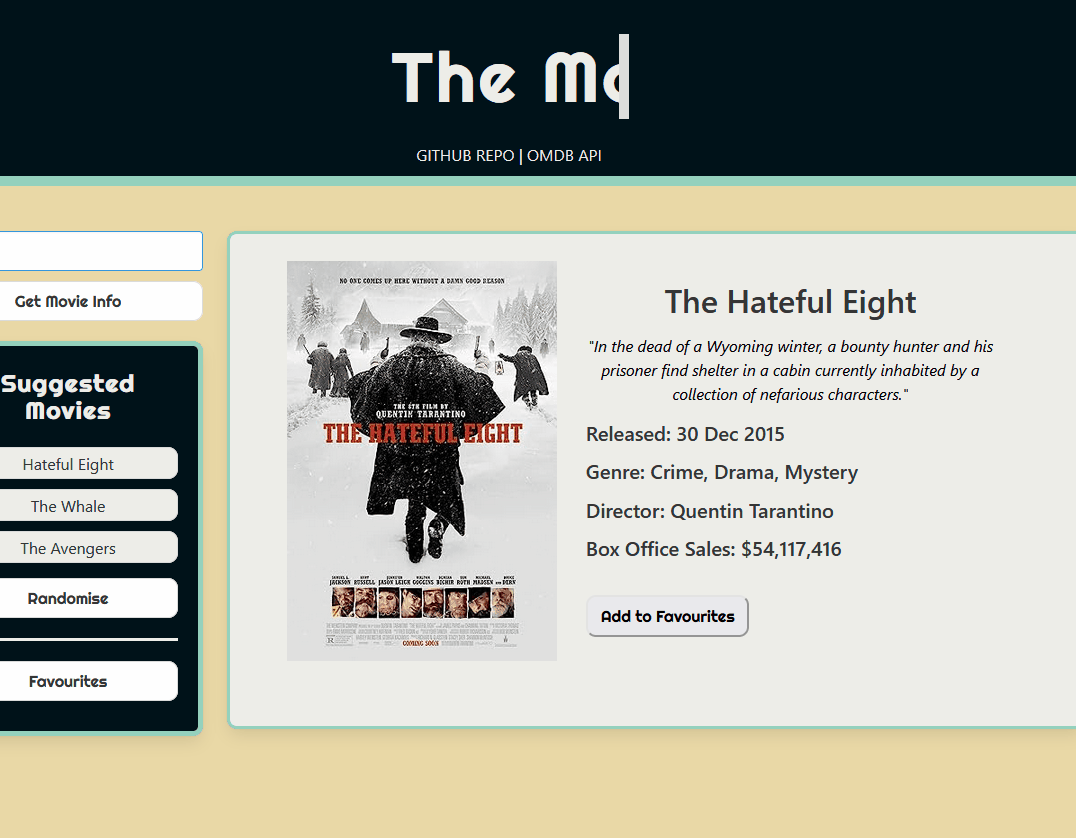 The Mo
GITHUB REPO | OMDB API
Get Movie Info
Suggested
Movies
Hateful Eight
The Whale
The Avengers
Randomise
Favourites
NO ONE COMES UP HERE WITHOUT A DAMN GOOD REASON
THE 8TH FILM BY
QUENTIN TARANTINO
THE HATEFUL EIGHT
SAMUEL L. JACKSON KURT RUSSELL JENNIFER JASON LEIGH WALTON GOGGINS DEMIAN BICHIR TIM ROTH MICHAEL MADSEN AND BRUCE DERN
R
COMING SOON
The Hateful Eight
"In the dead of a Wyoming winter, a bounty hunter and his
prisoner find shelter in a cabin currently inhabited by a
collection of nefarious characters."
Released: 30 Dec 2015
Genre: Crime, Drama, Mystery
Director: Quentin Tarantino
Box Office Sales: $54,117,416
Add to Favourites